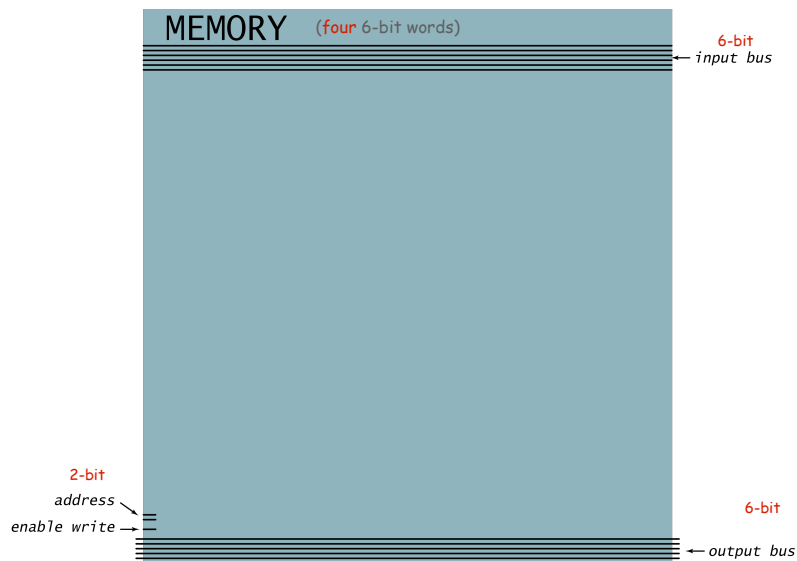 MEMORY (four 6-bit words)
6-bit
input bus
2-bit
address
6-bit
enable write
output bus